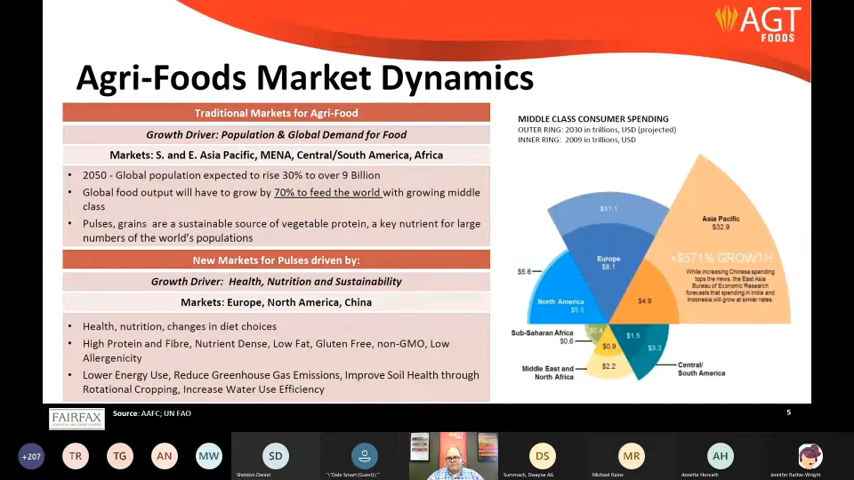 AGT
FOODS
Agri-Foods Market Dynamics
Traditional Markets for Agri-Food
Growth Driver: Population & Global Demand for Food
Markets: S. and E. Asia Pacific, MENA, Central/South America, Africa
• 2050 - Global population expected to rise 30% to over 9 Billion
• Global food output will have to grow by 70% to feed the world with growing middle
class
• Pulses, grains are a sustainable source of vegetable protein, a key nutrient for large
numbers of the world's populations
New Markets for Pulses driven by:
Growth Driver: Health, Nutrition and Sustainability
Markets: Europe, North America, China
• Health, nutrition, changes in diet choices
• High Protein and Fibre, Nutrient Dense, Low Fat, Gluten Free, non-GMO, Low
Allergenicity
• Lower Energy Use, Reduce Greenhouse Gas Emissions, Improve Soil Health through
Rotational Cropping, Increase Water Use Efficiency
MIDDLE CLASS CONSUMER SPENDING
OUTER RING: 2030 in trillions, USD (projected)
INNER RING: 2009 in trillions, USD
$11.1
Europe
$8.1
Asia Pacific
$32.9
+$571% GROWTH
While increasing Chinese spending
tops the news, the East Asia
Bureau of Economic Research
forecasts that spending in India and
Indonesia will grow at similar rates.
$4.9
$5.6
North America
$5.5
Sub-Saharan Africa
$0.6
$0.4
$0.9
$1.5
$3.3
Middle East and
North Africa
$2.2
Central/
South America
FAIRFAX
Source: AAFC; UN FAO
5
+207
TR
TG
AN
MW
SD
Sheldon Daniel
\"\"Dale Smart (Guest)\"
DS
Summach, Dwayne AG
MR
Michael Raine
AH
Annette Horvath
Jennifer Ruthie-Wright